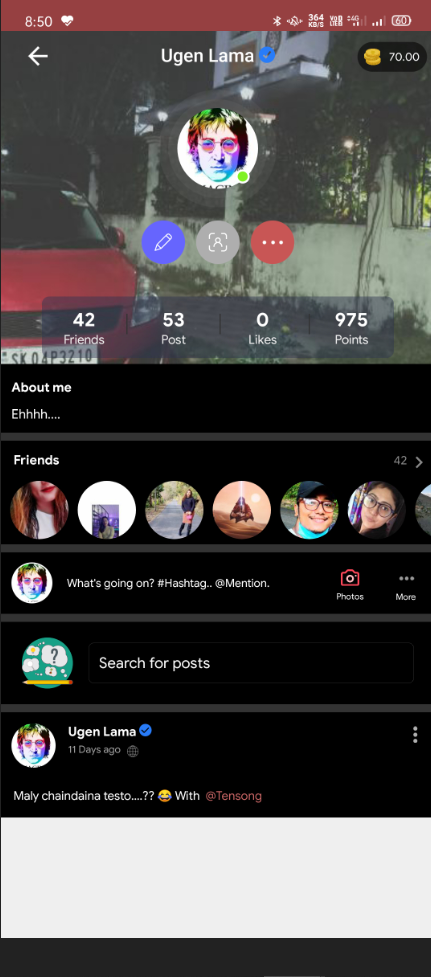 8:50 364 KB/S 4G 60
Ugen Lama 70.00
42 53 0 975
Friends Post Likes Points
SK 04P3210
About me
Ehhhh....
Friends 42
What's going on? #Hashtag.. @Mention.
Photos More
Search for posts
Ugen Lama
11 Days ago
Maly chaindaina testo....?? 😂 With @Tensong